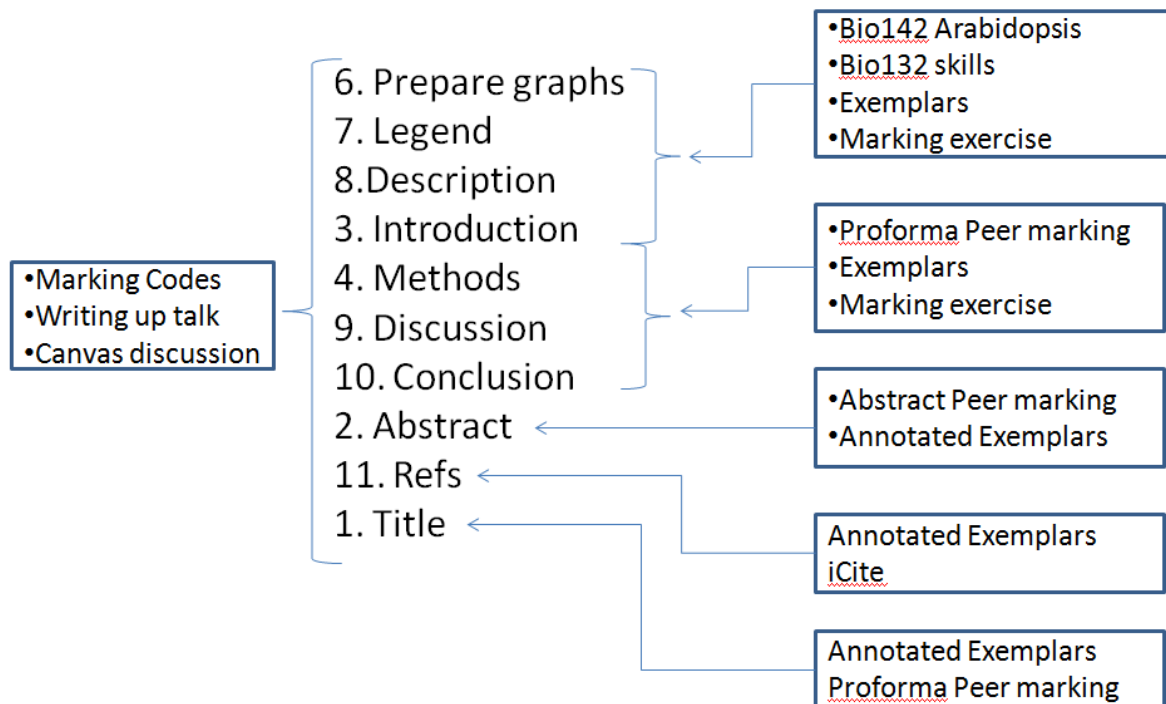 •Marking Codes
•Writing up talk
•Canvas discussion
6. Prepare graphs
7. Legend
8.Description
3. Introduction
4. Methods
9. Discussion
10. Conclusion
2. Abstract
11. Refs
1. Title
•Bio142 Arabidopsis
•Bio132 skills
•Exemplars
•Marking exercise
•Proforma Peer marking
•Exemplars
•Marking exercise
•Abstract Peer marking
•Annotated Exemplars
Annotated Exemplars
iCite
Annotated Exemplars
Proforma Peer marking